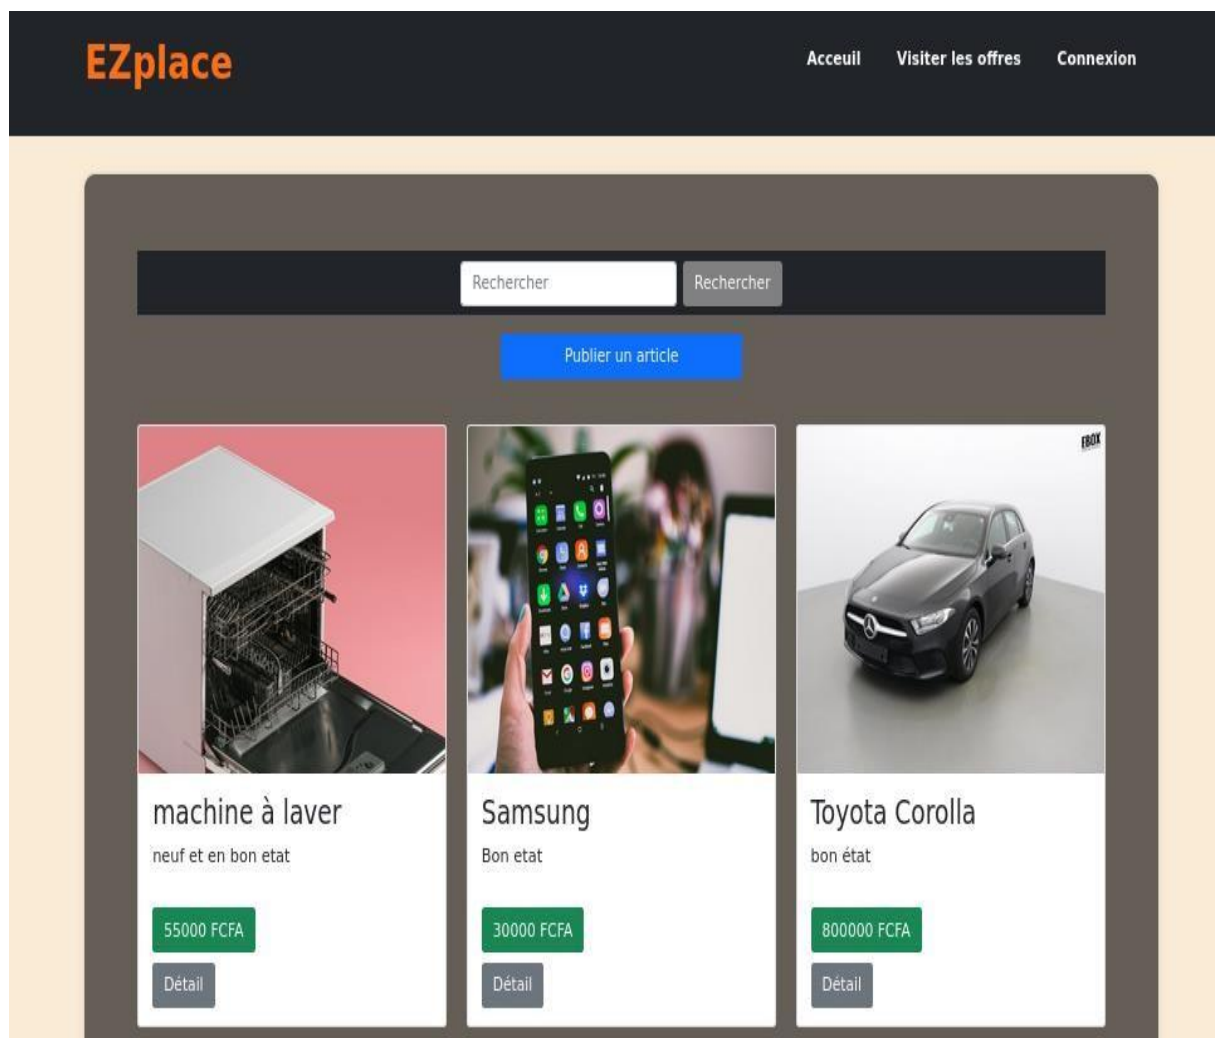 EZplace
Acceuil Visiter les offres Connexion
Rechercher Rechercher
Publier un article
EBOX
machine à laver
neuf et en bon etat
55000 FCFA
Détail
Samsung
Bon etat
30000 FCFA
Détail
Toyota Corolla
bon état
800000 FCFA
Détail